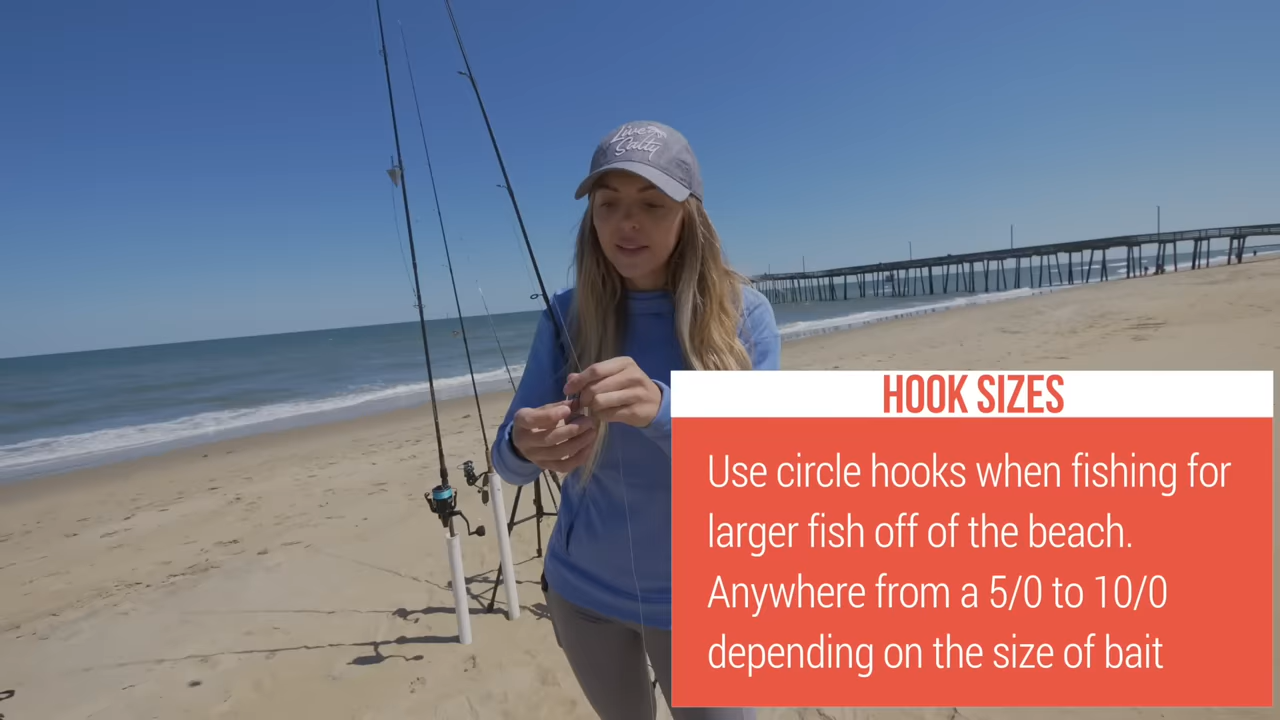 Live
Salty
HOOK SIZES
Use circle hooks when fishing for
larger fish off of the beach.
Anywhere from a 5/0 to 10/0
depending on the size of bait